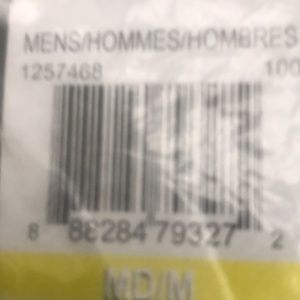 MENS/HOMMES/HOMBRES
1257468 100
8 88284 79327 2
MD/M